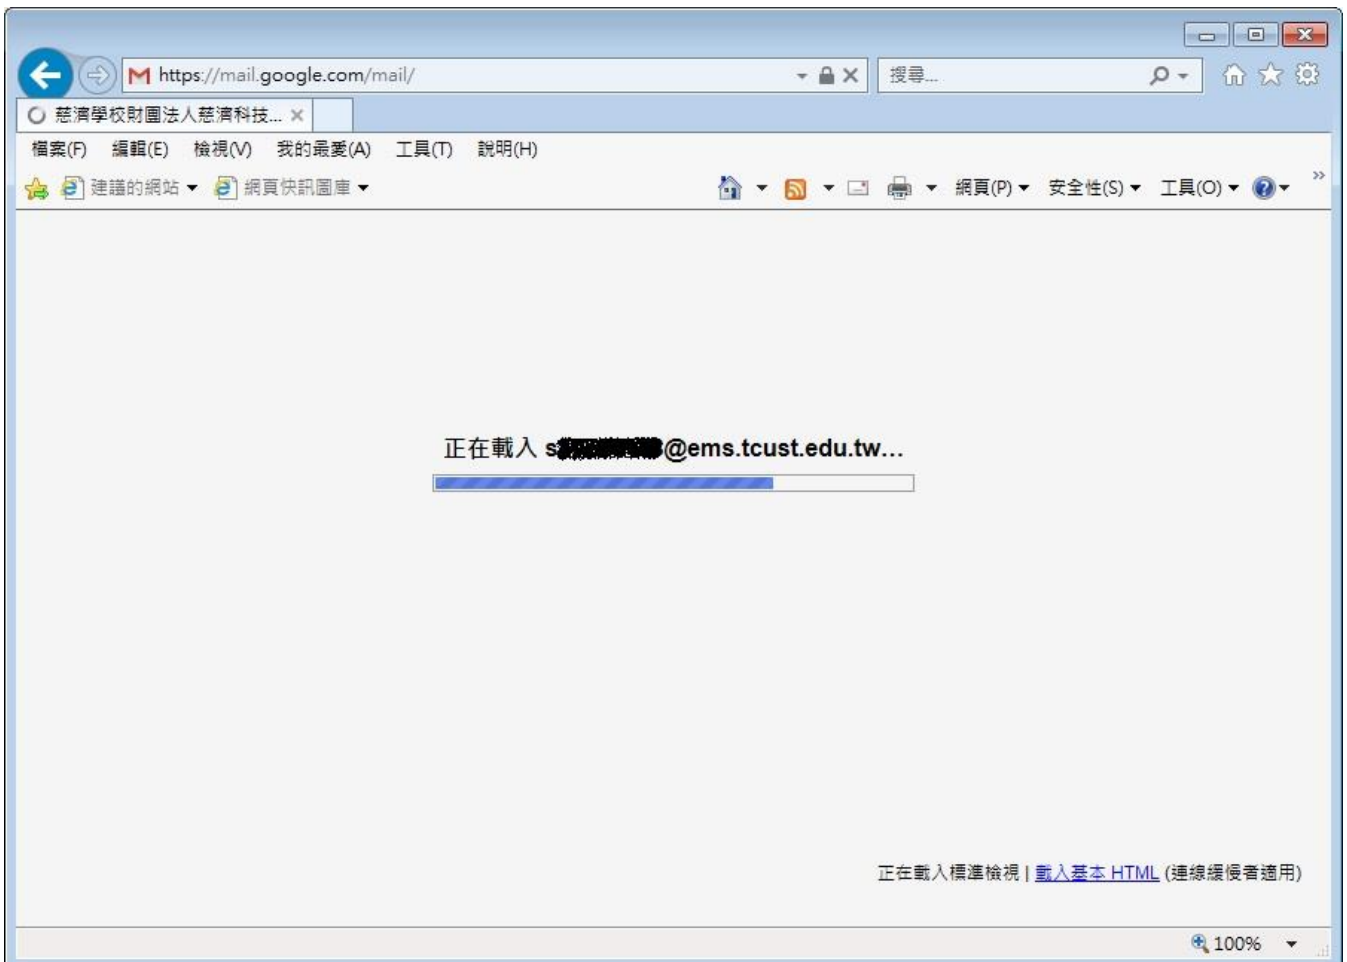 https://mail.google.com/mail/
搜尋...
慈濟學校財團法人慈濟科技...
檔案(F) 編輯(E) 檢視(V) 我的最愛(A) 工具(T) 說明(H)
建議的網站 網頁快訊圖庫 網頁(P) 安全性(S) 工具(O) »
正在載入 s@ems.tcust.edu.tw…
正在載入標準檢視 | 載入基本 HTML (連線緩慢者適用)
100%